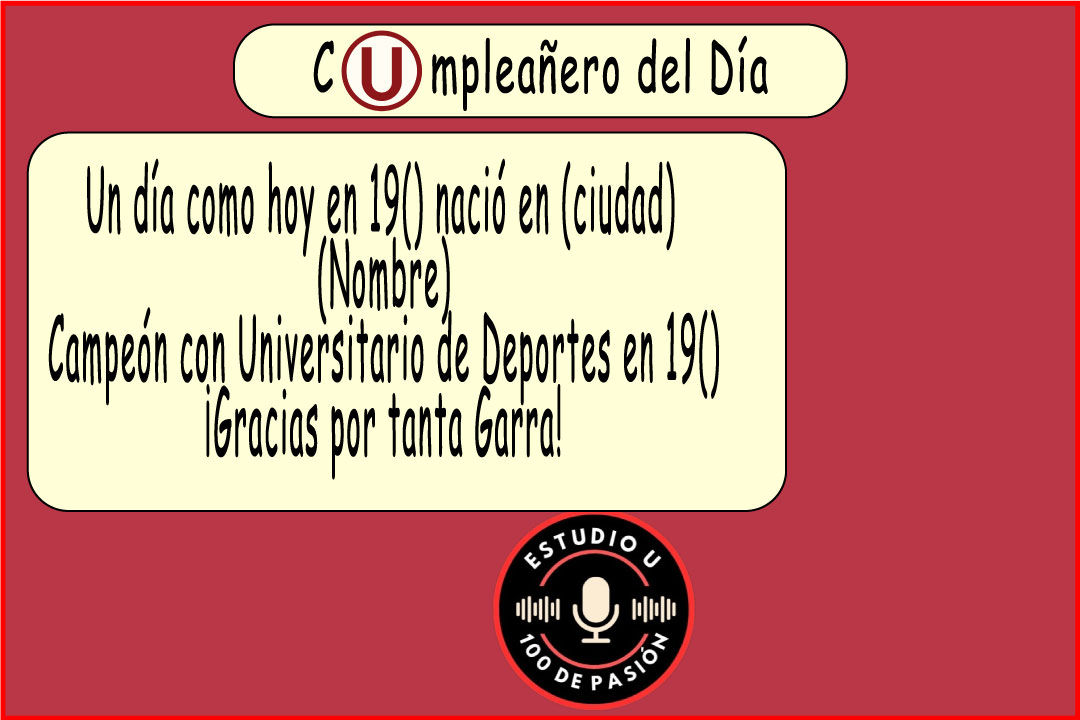 CUmpleañero del Día
Un día como hoy en 19() nació en (ciudad)
(Nombre)
Campeón con Universitario de Deportes en 19()
¡Gracias por tanta Garra!
ESTUDIO U
100 DE PASIÓN